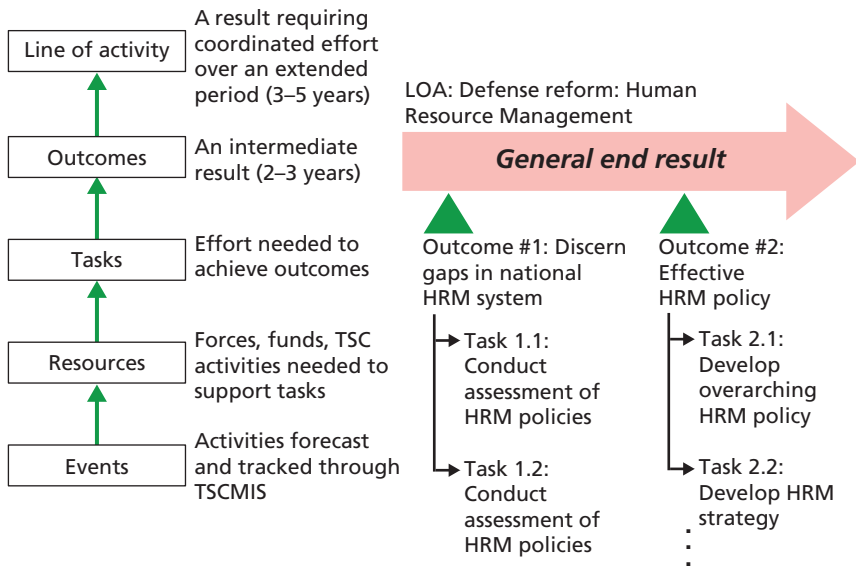 Line of activity
A result requiring
coordinated effort
over an extended
period (3–5 years)
Outcomes
An intermediate
result (2–3 years)
Tasks
Effort needed to
achieve outcomes
Resources
Forces, funds, TSC
activities needed to
support tasks
Events
Activities forecast
and tracked through
TSCMIS
LOA: Defense reform: Human
Resource Management
General end result
Outcome #1: Discern
gaps in national
HRM system
Task 1.1:
Conduct
assessment of
HRM policies
Task 1.2:
Conduct
assessment of
HRM policies
Outcome #2:
Effective
HRM policy
Task 2.1:
Develop
overarching
HRM policy
Task 2.2:
Develop HRM
strategy
.
.
.